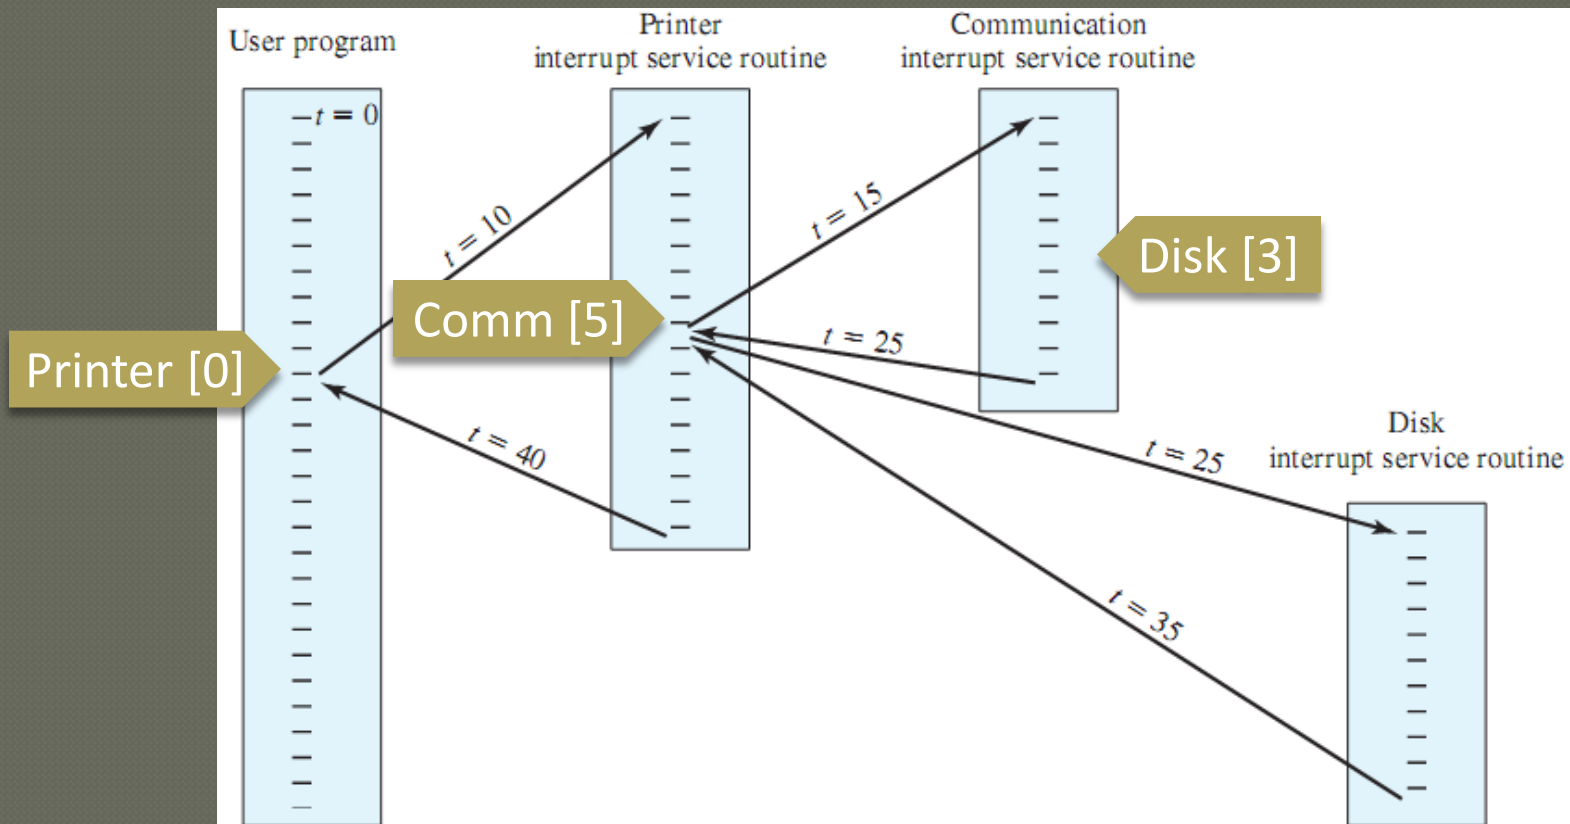 User program
Printer
interrupt service routine
Communication
interrupt service routine
t = 0
t = 10
t = 15
Disk [3]
Comm [5]
t = 25
Printer [0]
t = 40
t = 25
Disk
interrupt service routine
t = 35